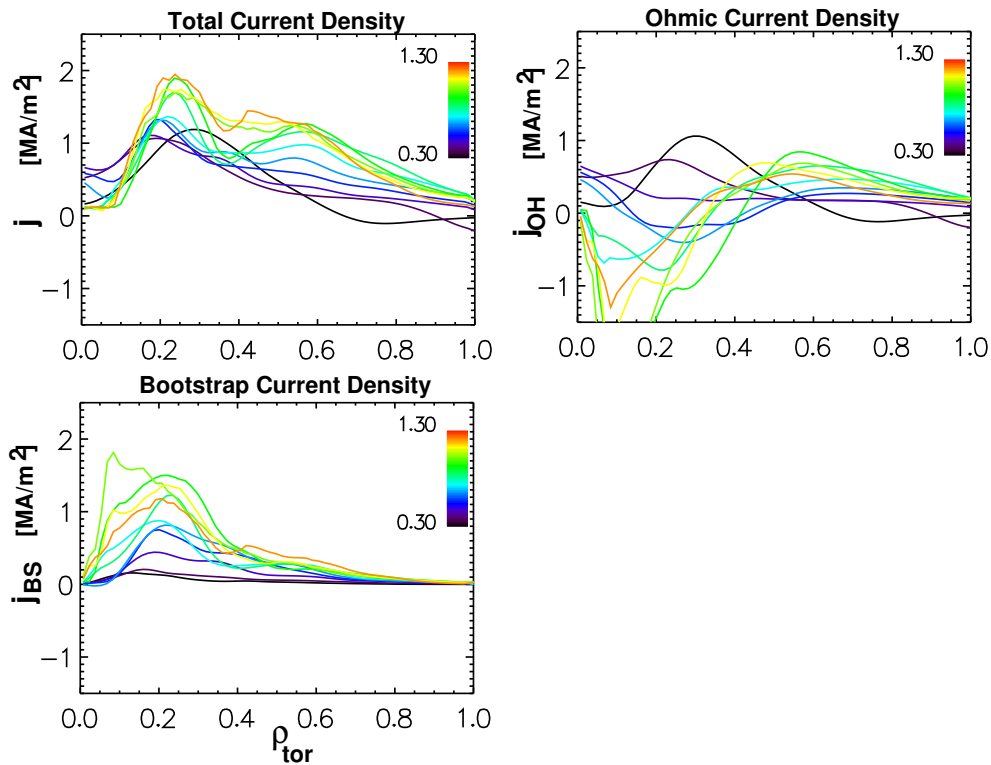 Total Current Density
j [MA/m²]
2
1
0
−1
1.30
0.30
0.0 0.2 0.4 0.6 0.8 1.0
Ohmic Current Density
jOH [MA/m²]
2
1
0
−1
1.30
0.30
0.0 0.2 0.4 0.6 0.8 1.0
Bootstrap Current Density
jBS [MA/m²]
2
1
0
−1
1.30
0.30
0.0 0.2 0.4 0.6 0.8 1.0
ρtor